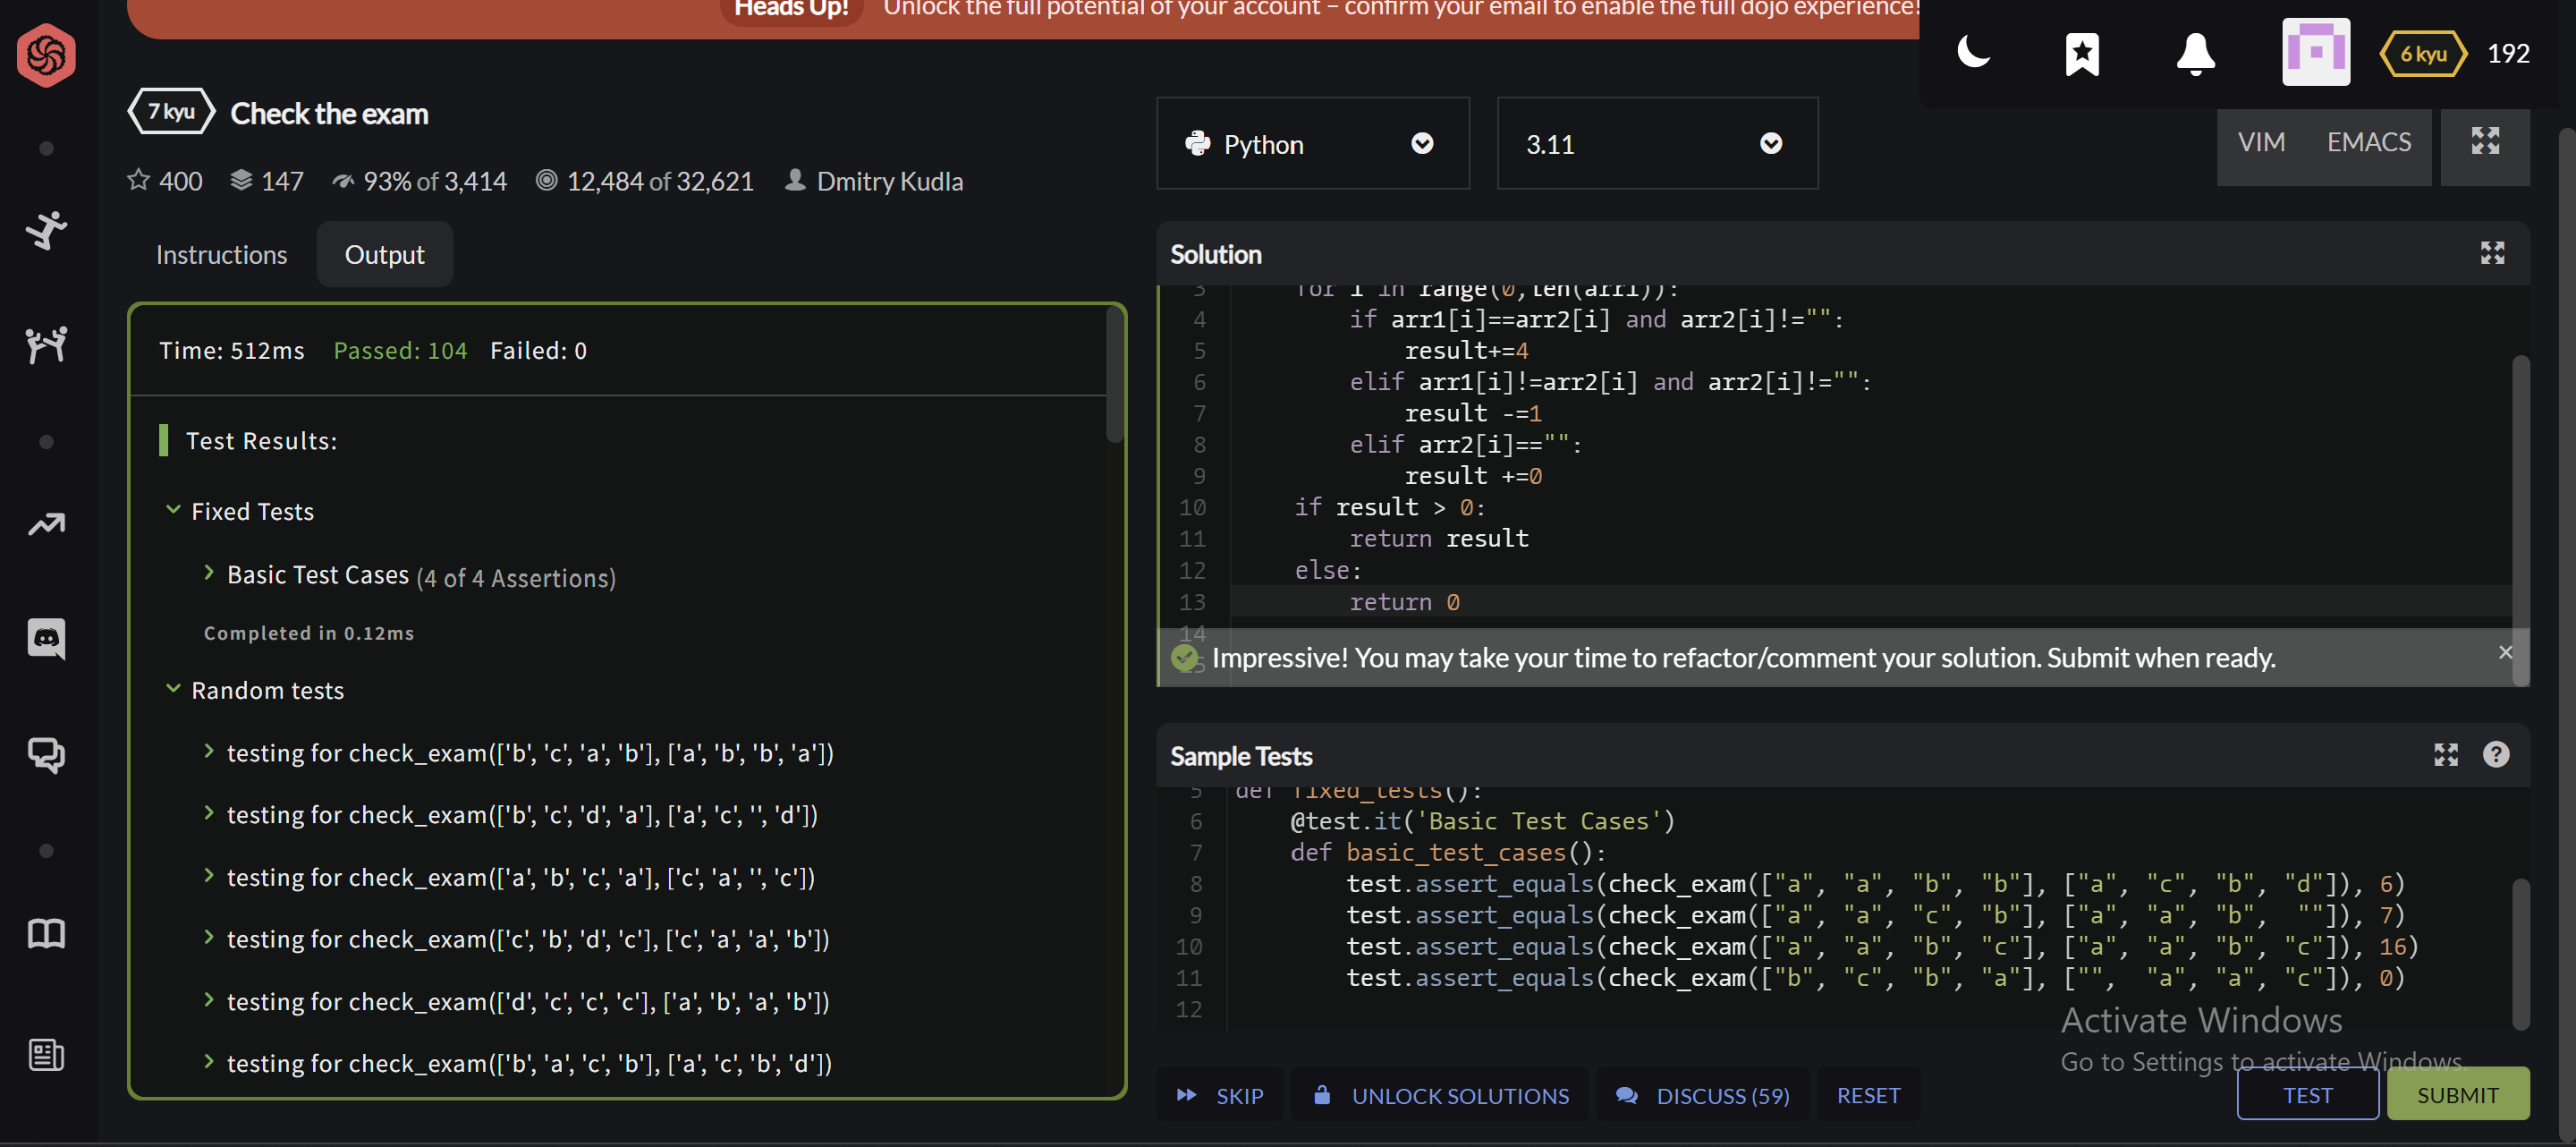 Heads Up! Unlock the full potential of your account – confirm your email to enable the full dojo experience!
6 kyu 192
7 kyu Check the exam
400 147 93% of 3,414 12,484 of 32,621 Dmitry Kudla
Python
3.11
VIM EMACS
Instructions Output
Time: 512ms Passed: 104 Failed: 0
Test Results:
Fixed Tests
Basic Test Cases (4 of 4 Assertions)
Completed in 0.12ms
Random tests
testing for check_exam(['b', 'c', 'a', 'b'], ['a', 'b', 'b', 'a'])
testing for check_exam(['b', 'c', 'd', 'a'], ['a', 'c', '', 'd'])
testing for check_exam(['a', 'b', 'c', 'a'], ['c', 'a', '', 'c'])
testing for check_exam(['c', 'b', 'd', 'c'], ['c', 'a', 'a', 'b'])
testing for check_exam(['d', 'c', 'c', 'c'], ['a', 'b', 'a', 'b'])
testing for check_exam(['b', 'a', 'c', 'b'], ['a', 'c', 'b', 'd'])
Solution
3 for i in range(0,len(arr1)):
4 if arr1[i]==arr2[i] and arr2[i]!="":
5 result+=4
6 elif arr1[i]!=arr2[i] and arr2[i]!="":
7 result -=1
8 elif arr2[i]=="":
9 result +=0
10 if result > 0:
11 return result
12 else:
13 return 0
14
15
Impressive! You may take your time to refactor/comment your solution. Submit when ready.
Sample Tests
5 def fixed_tests():
6 @test.it('Basic Test Cases')
7 def basic_test_cases():
8 test.assert_equals(check_exam(["a", "a", "b", "b"], ["a", "c", "b", "d"]), 6)
9 test.assert_equals(check_exam(["a", "a", "c", "b"], ["a", "a", "b", ""]), 7)
10 test.assert_equals(check_exam(["a", "a", "b", "c"], ["a", "a", "b", "c"]), 16)
11 test.assert_equals(check_exam(["b", "c", "b", "a"], ["", "a", "a", "c"]), 0)
12
Activate Windows
Go to Settings to activate Windows.
SKIP UNLOCK SOLUTIONS DISCUSS (59) RESET TEST SUBMIT